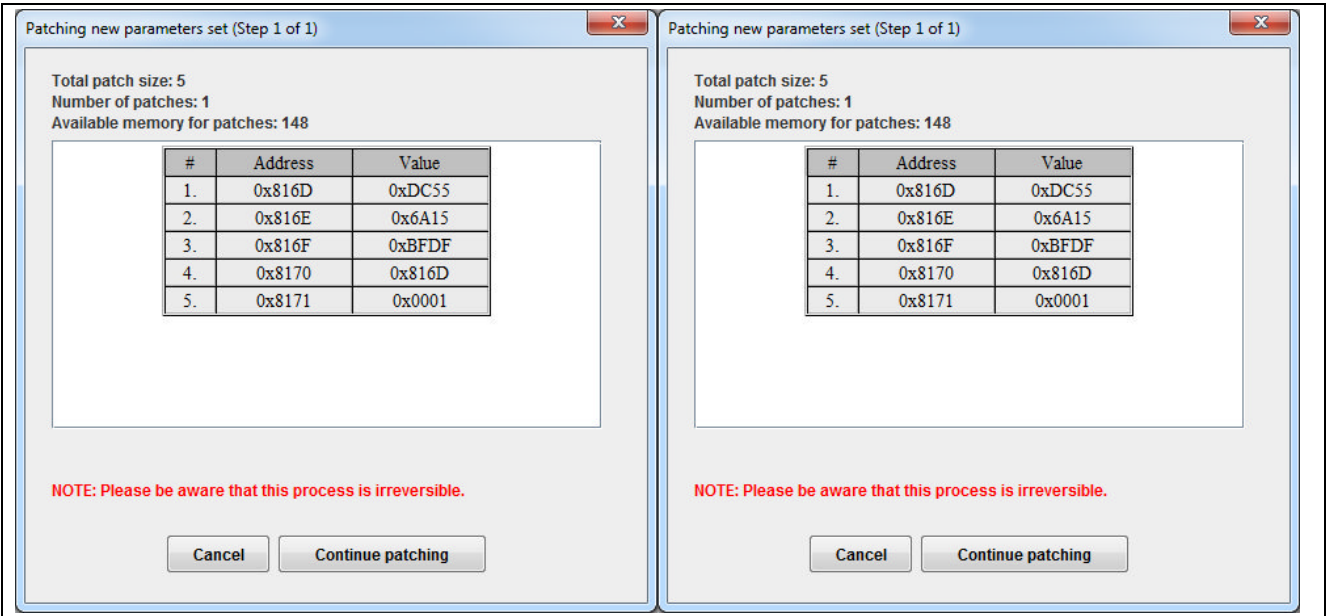 Patching new parameters set (Step 1 of 1)
X
Total patch size: 5
Number of patches: 1
Available memory for patches: 148
# Address Value
1. 0x816D 0xDC55
2. 0x816E 0x6A15
3. 0x816F 0xBFDF
4. 0x8170 0x816D
5. 0x8171 0x0001
NOTE: Please be aware that this process is irreversible.
Cancel Continue patching
Patching new parameters set (Step 1 of 1)
X
Total patch size: 5
Number of patches: 1
Available memory for patches: 148
# Address Value
1. 0x816D 0xDC55
2. 0x816E 0x6A15
3. 0x816F 0xBFDF
4. 0x8170 0x816D
5. 0x8171 0x0001
NOTE: Please be aware that this process is irreversible.
Cancel Continue patching